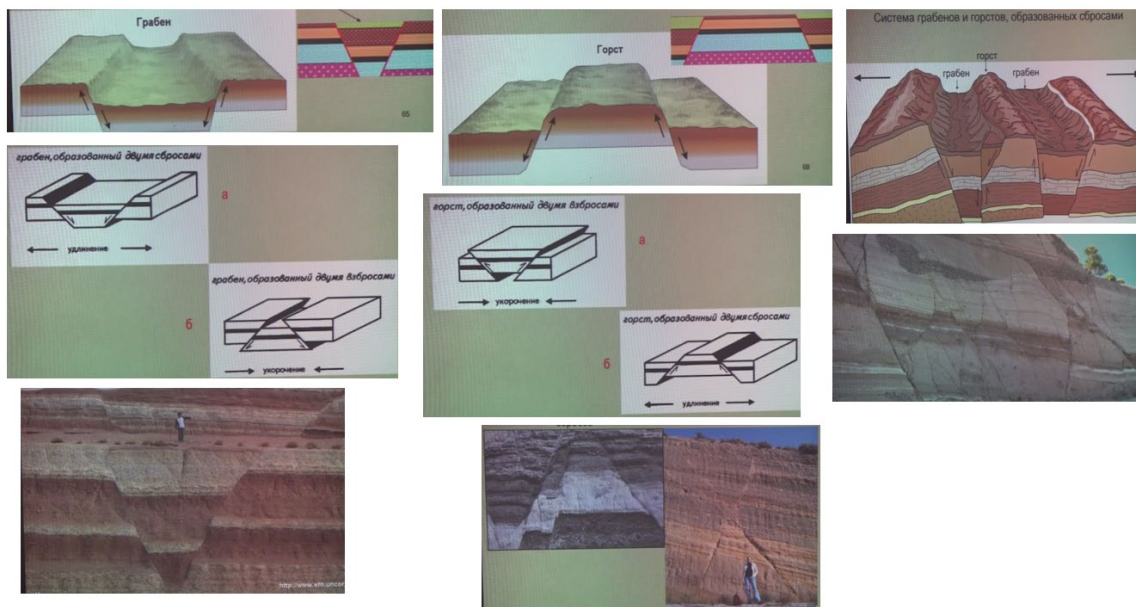 Грабен
65
Горст
68
Система грабенов и горстов, образованных сбросами
горст
грабен
грабен
грабен, образованный двумя сбросами
а
удлинение
грабен, образованный двумя взбросами
б
укорочение
горст, образованный двумя взбросами
а
укорочение
горст, образованный двумя сбросами
б
удлинение